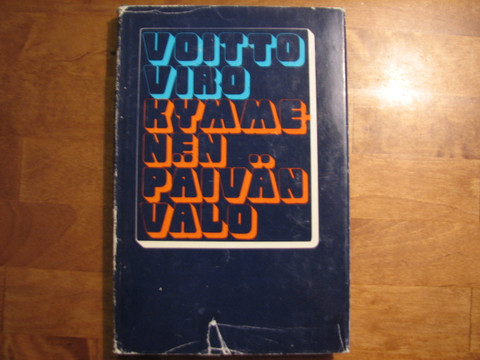 VOITTO
VIRO
KYMME-
NEN
PÄIVÄN
VALO